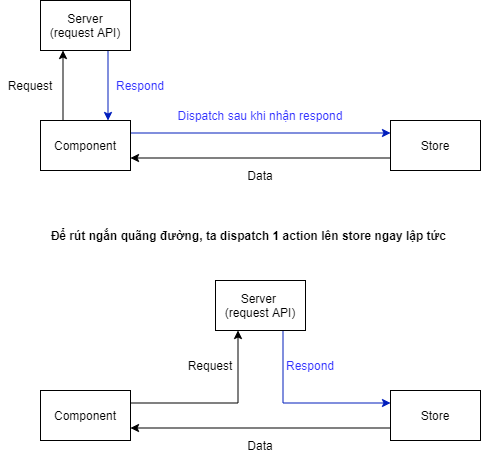 Server
(request API)
Request
Respond
Dispatch sau khi nhận respond
Component
Store
Data
Để rút ngắn quãng đường, ta dispatch 1 action lên store ngay lập tức
Server
(request API)
Request
Respond
Component
Store
Data